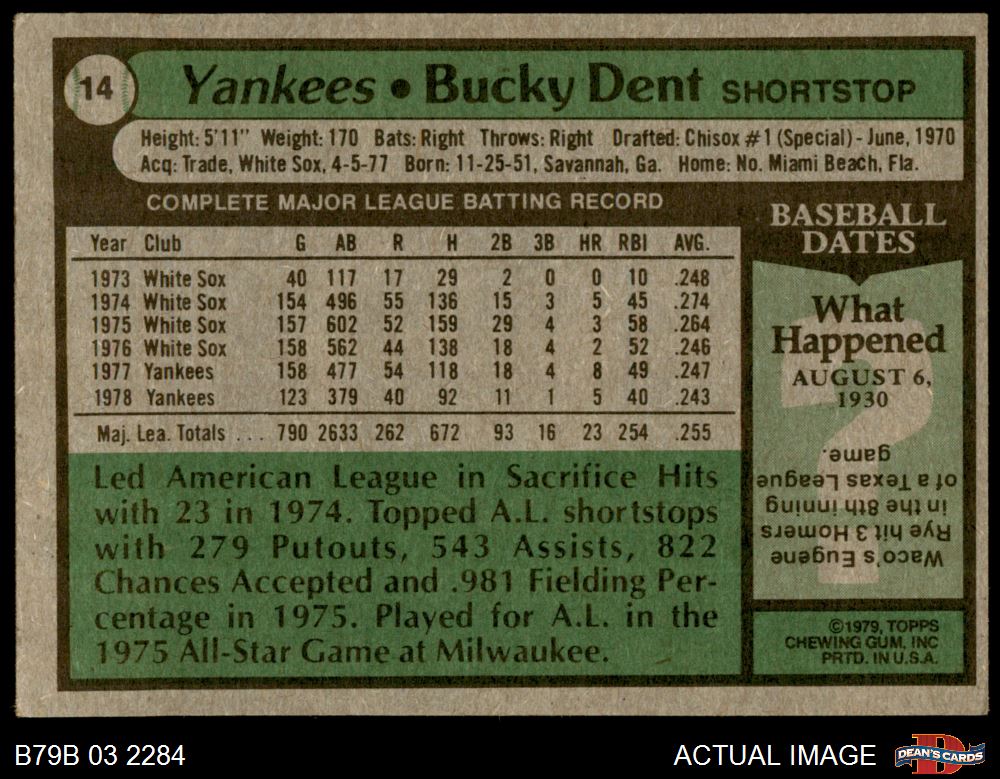 14
Yankees • Bucky Dent SHORTSTOP
Height: 5'11" Weight: 170 Bats: Right Throws: Right Drafted: Chisox #1 (Special) - June, 1970
Acq: Trade, White Sox, 4-5-77 Born: 11-25-51, Savannah, Ga. Home: No. Miami Beach, Fla.
COMPLETE MAJOR LEAGUE BATTING RECORD
Year Club G AB R H 2B 3B HR RBI AVG.
1973 White Sox 40 117 17 29 2 0 0 10 .248
1974 White Sox 154 496 55 136 15 3 5 45 .274
1975 White Sox 157 602 52 159 29 4 3 58 .264
1976 White Sox 158 562 44 138 18 4 2 52 .246
1977 Yankees 158 477 54 118 18 4 8 49 .247
1978 Yankees 123 379 40 92 11 1 5 40 .243
Maj. Lea. Totals ... 790 2633 262 672 93 16 23 254 .255
Led American League in Sacrifice Hits
with 23 in 1974. Topped A.L. shortstops
with 279 Putouts, 543 Assists, 822
Chances Accepted and .981 Fielding Per-
centage in 1975. Played for A.L. in the
1975 All-Star Game at Milwaukee.
BASEBALL
DATES
What
Happened
AUGUST 6,
1930
?
Waco's Eugene
Rye hit 3 Homers
in the 8th inning
of a Texas League
game.
©1979, TOPPS
CHEWING GUM, INC
PRTD. IN U.S.A.
B79B 03 2284
ACTUAL IMAGE
D
DEAN'S CARDS